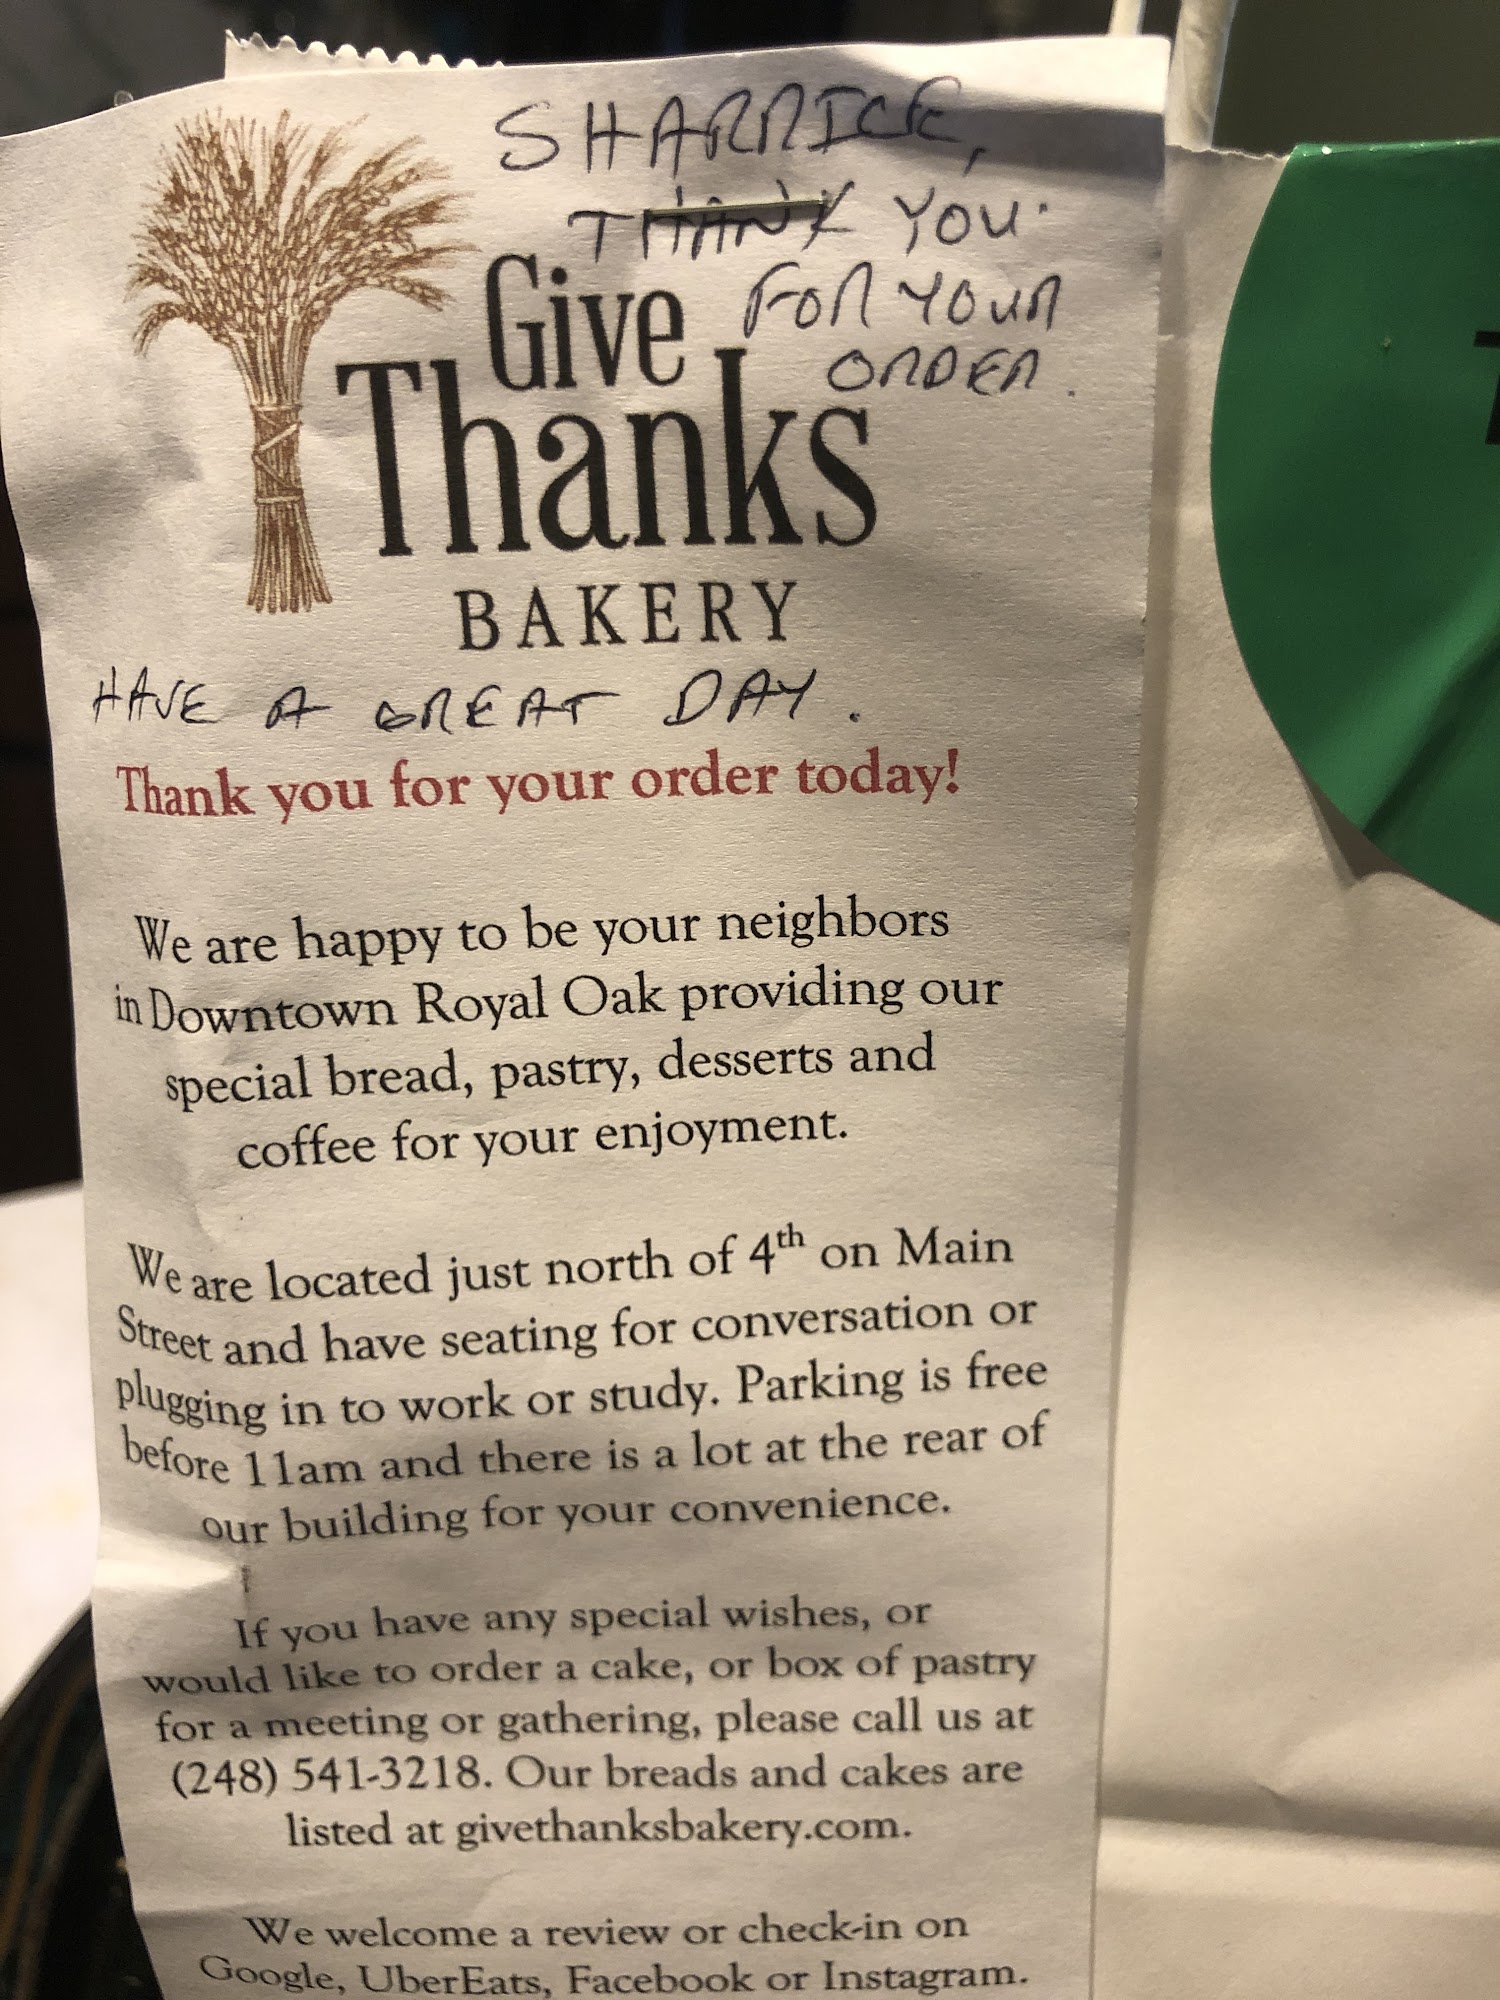 SHARRICE,
THANK YOU
FOR YOUR
ORDER.
Give
Thanks
BAKERY
HAVE A GREAT DAY.
Thank you for your order today!
We are happy to be your neighbors
in Downtown Royal Oak providing our
special bread, pastry, desserts and
coffee for your enjoyment.
We are located just north of 4th on Main
Street and have seating for conversation or
plugging in to work or study. Parking is free
before 11am and there is a lot at the rear of
our building for your convenience.
If you have any special wishes, or
would like to order a cake, or box of pastry
for a meeting or gathering, please call us at
(248) 541-3218. Our breads and cakes are
listed at givethanksbakery.com.
We welcome a review or check-in on
Google, UberEats, Facebook or Instagram.